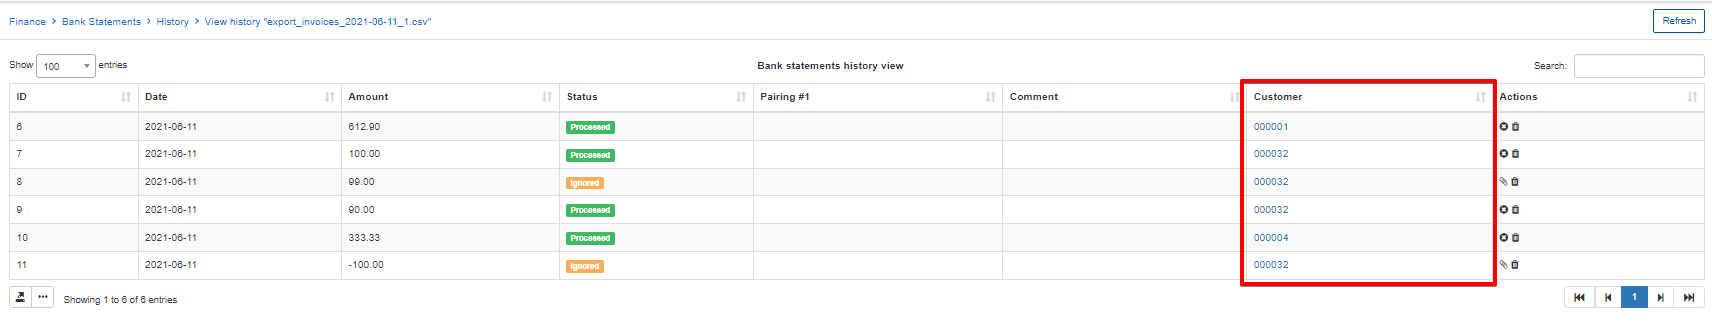 Finance > Bank Statements > History > View history "export_invoices_2021-06-11_1.csv"
Refresh
Show 100 entries
Bank statements history view
Search:
ID Date Amount Status Pairing #1 Comment Customer Actions
6 2021-06-11 612.90 Processed 000001
7 2021-06-11 100.00 Processed 000032
8 2021-06-11 99.00 Ignored 000032
9 2021-06-11 90.00 Processed 000032
10 2021-06-11 333.33 Processed 000004
11 2021-06-11 -100.00 Ignored 000032
Showing 1 to 6 of 6 entries
1